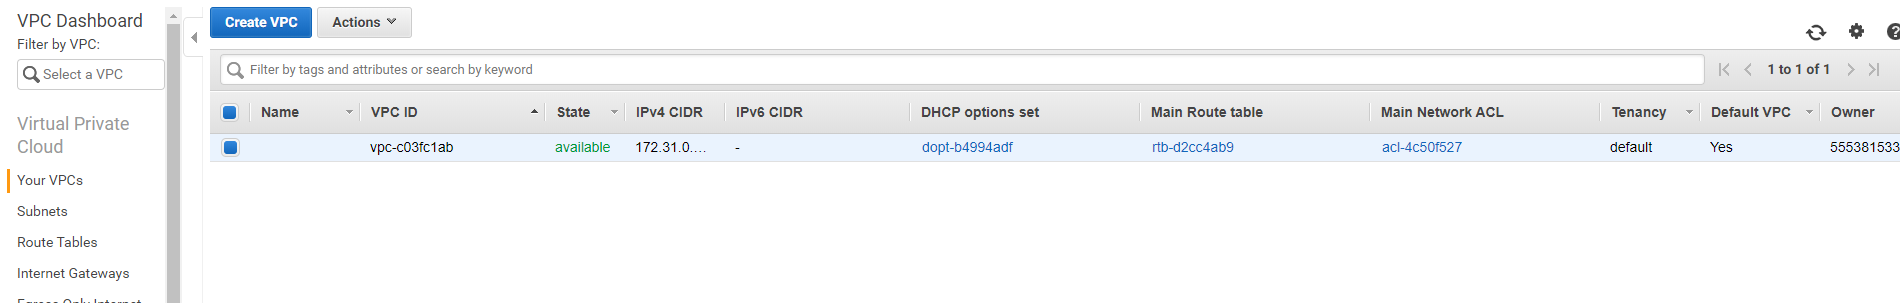 VPC Dashboard
Filter by VPC:
Select a VPC
Virtual Private
Cloud
Your VPCs
Subnets
Route Tables
Internet Gateways
Egress Only Internet
Create VPC Actions
Filter by tags and attributes or search by keyword
1 to 1 of 1
Name VPC ID State IPv4 CIDR IPv6 CIDR DHCP options set Main Route table Main Network ACL Tenancy Default VPC Owner
vpc-c03fc1ab available 172.31.0.... - dopt-b4994adf rtb-d2cc4ab9 acl-4c50f527 default Yes 555381533